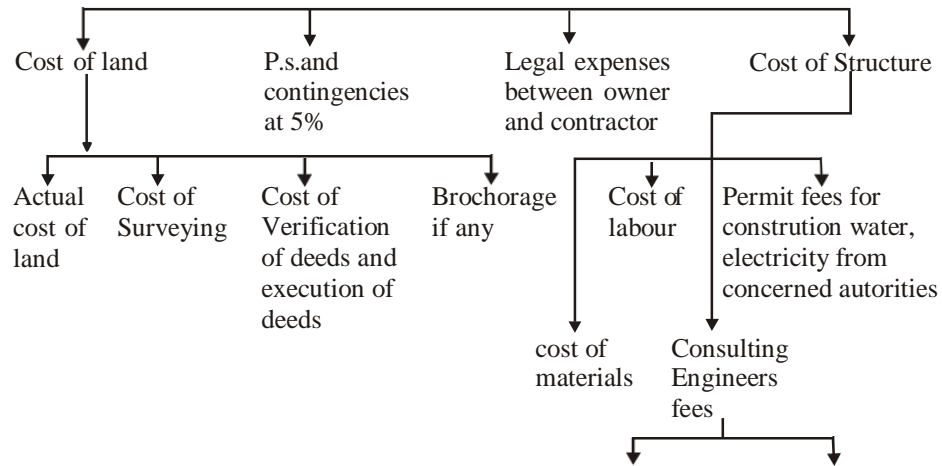 Cost of land
P.s.and
contingencies
at 5%
Legal expenses
between owner
and contractor
Cost of Structure
Actual
cost of
land
Cost of
Surveying
Cost of
Verification
of deeds and
execution of
deeds
Brochorage
if any
Cost of
labour
Permit fees for
constrution water,
electricity from
concerned autorities
cost of
materials
Consulting
Engineers
fees